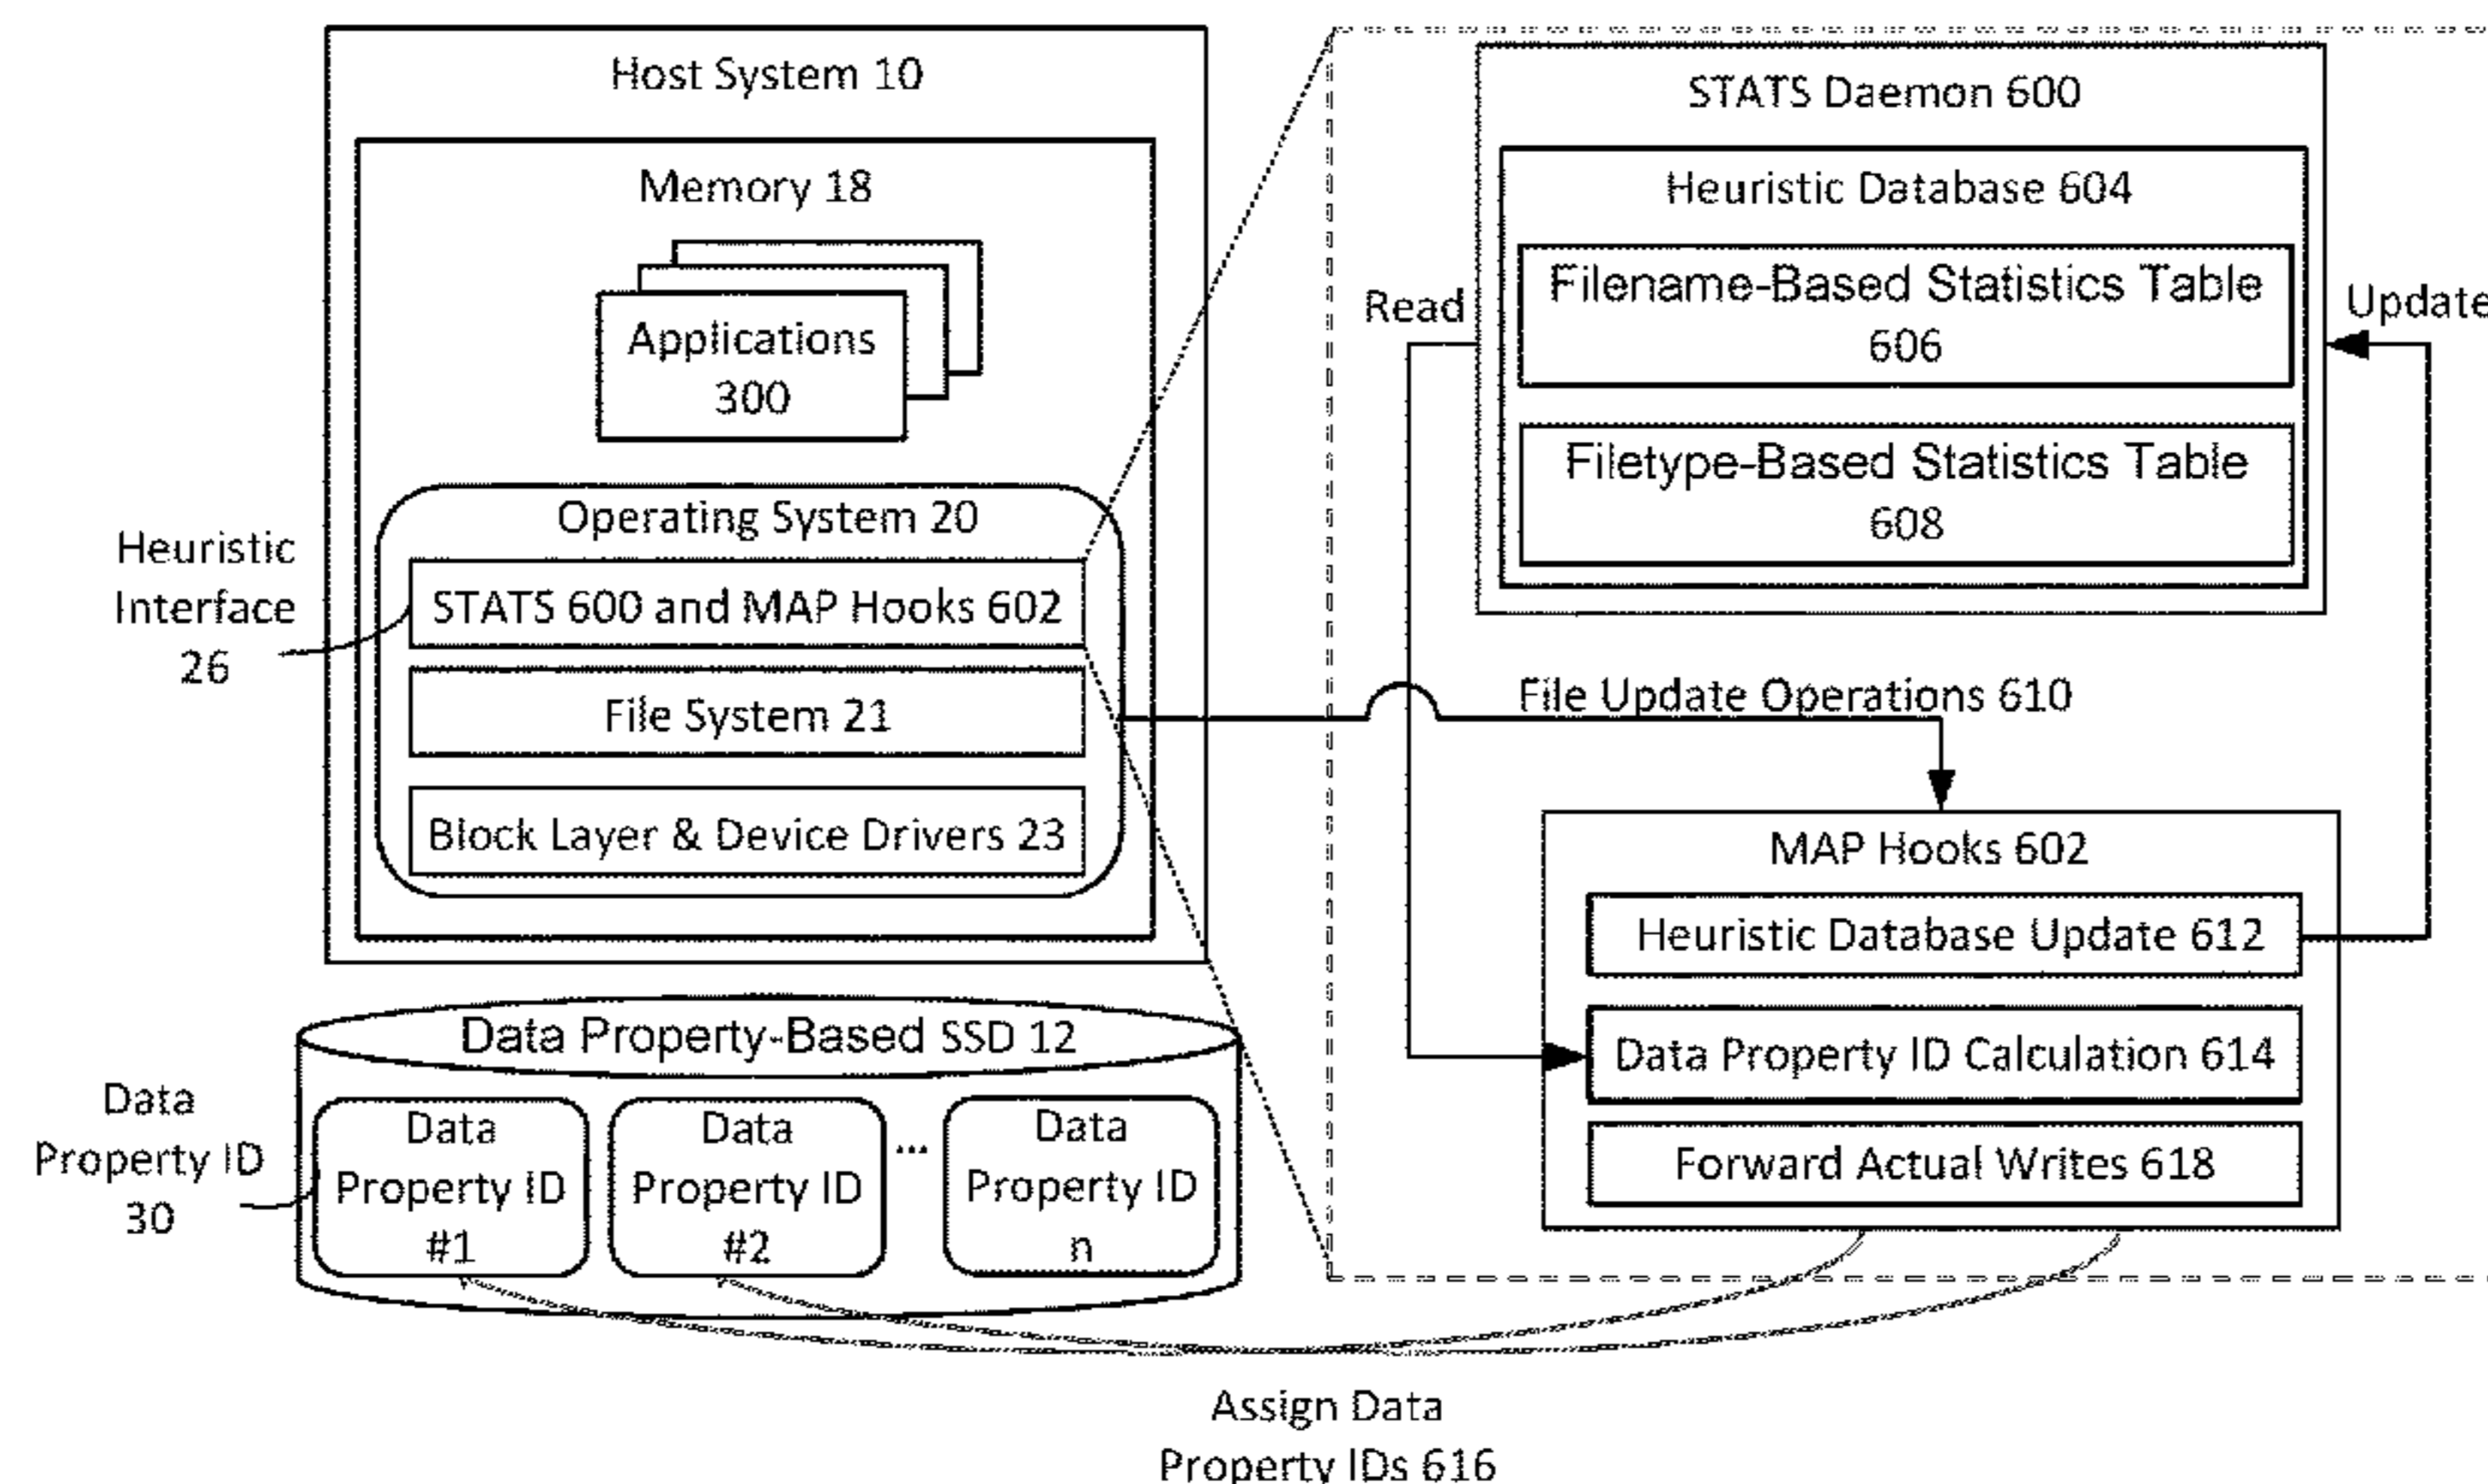 Host System 10
Memory 18
Applications
300
Operating System 20
Heuristic
Interface
26
STATS 600 and MAP Hooks 602
File System 21
Block Layer & Device Drivers 23
Data Property-Based SSD 12
Data
Property ID
30
Data
Property ID
#1
Data
Property ID
#2
...
Data
Property ID
n
STATS Daemon 600
Heuristic Database 604
Filename-Based Statistics Table
606
Filetype-Based Statistics Table
608
Read
Update
File Update Operations 610
MAP Hooks 602
Heuristic Database Update 612
Data Property ID Calculation 614
Forward Actual Writes 618
Assign Data
Property IDs 616